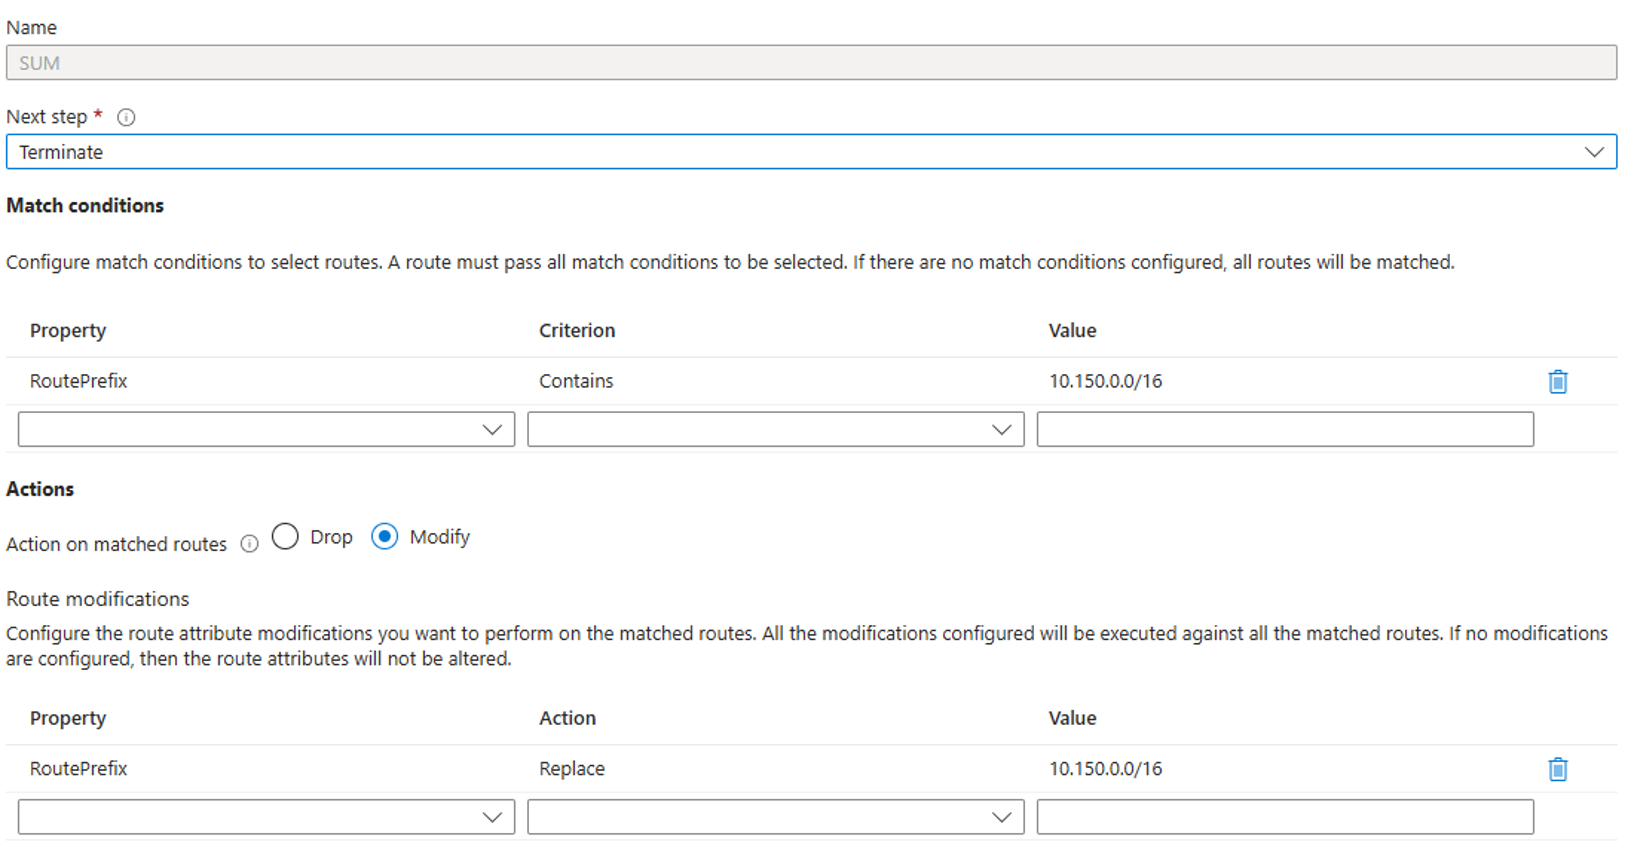 Name
SUM
Next step *
Terminate
Match conditions
Configure match conditions to select routes. A route must pass all match conditions to be selected. If there are no match conditions configured, all routes will be matched.
Property Criterion Value
RoutePrefix Contains 10.150.0.0/16
Actions
Action on matched routes Drop Modify
Route modifications
Configure the route attribute modifications you want to perform on the matched routes. All the modifications configured will be executed against all the matched routes. If no modifications
are configured, then the route attributes will not be altered.
Property Action Value
RoutePrefix Replace 10.150.0.0/16